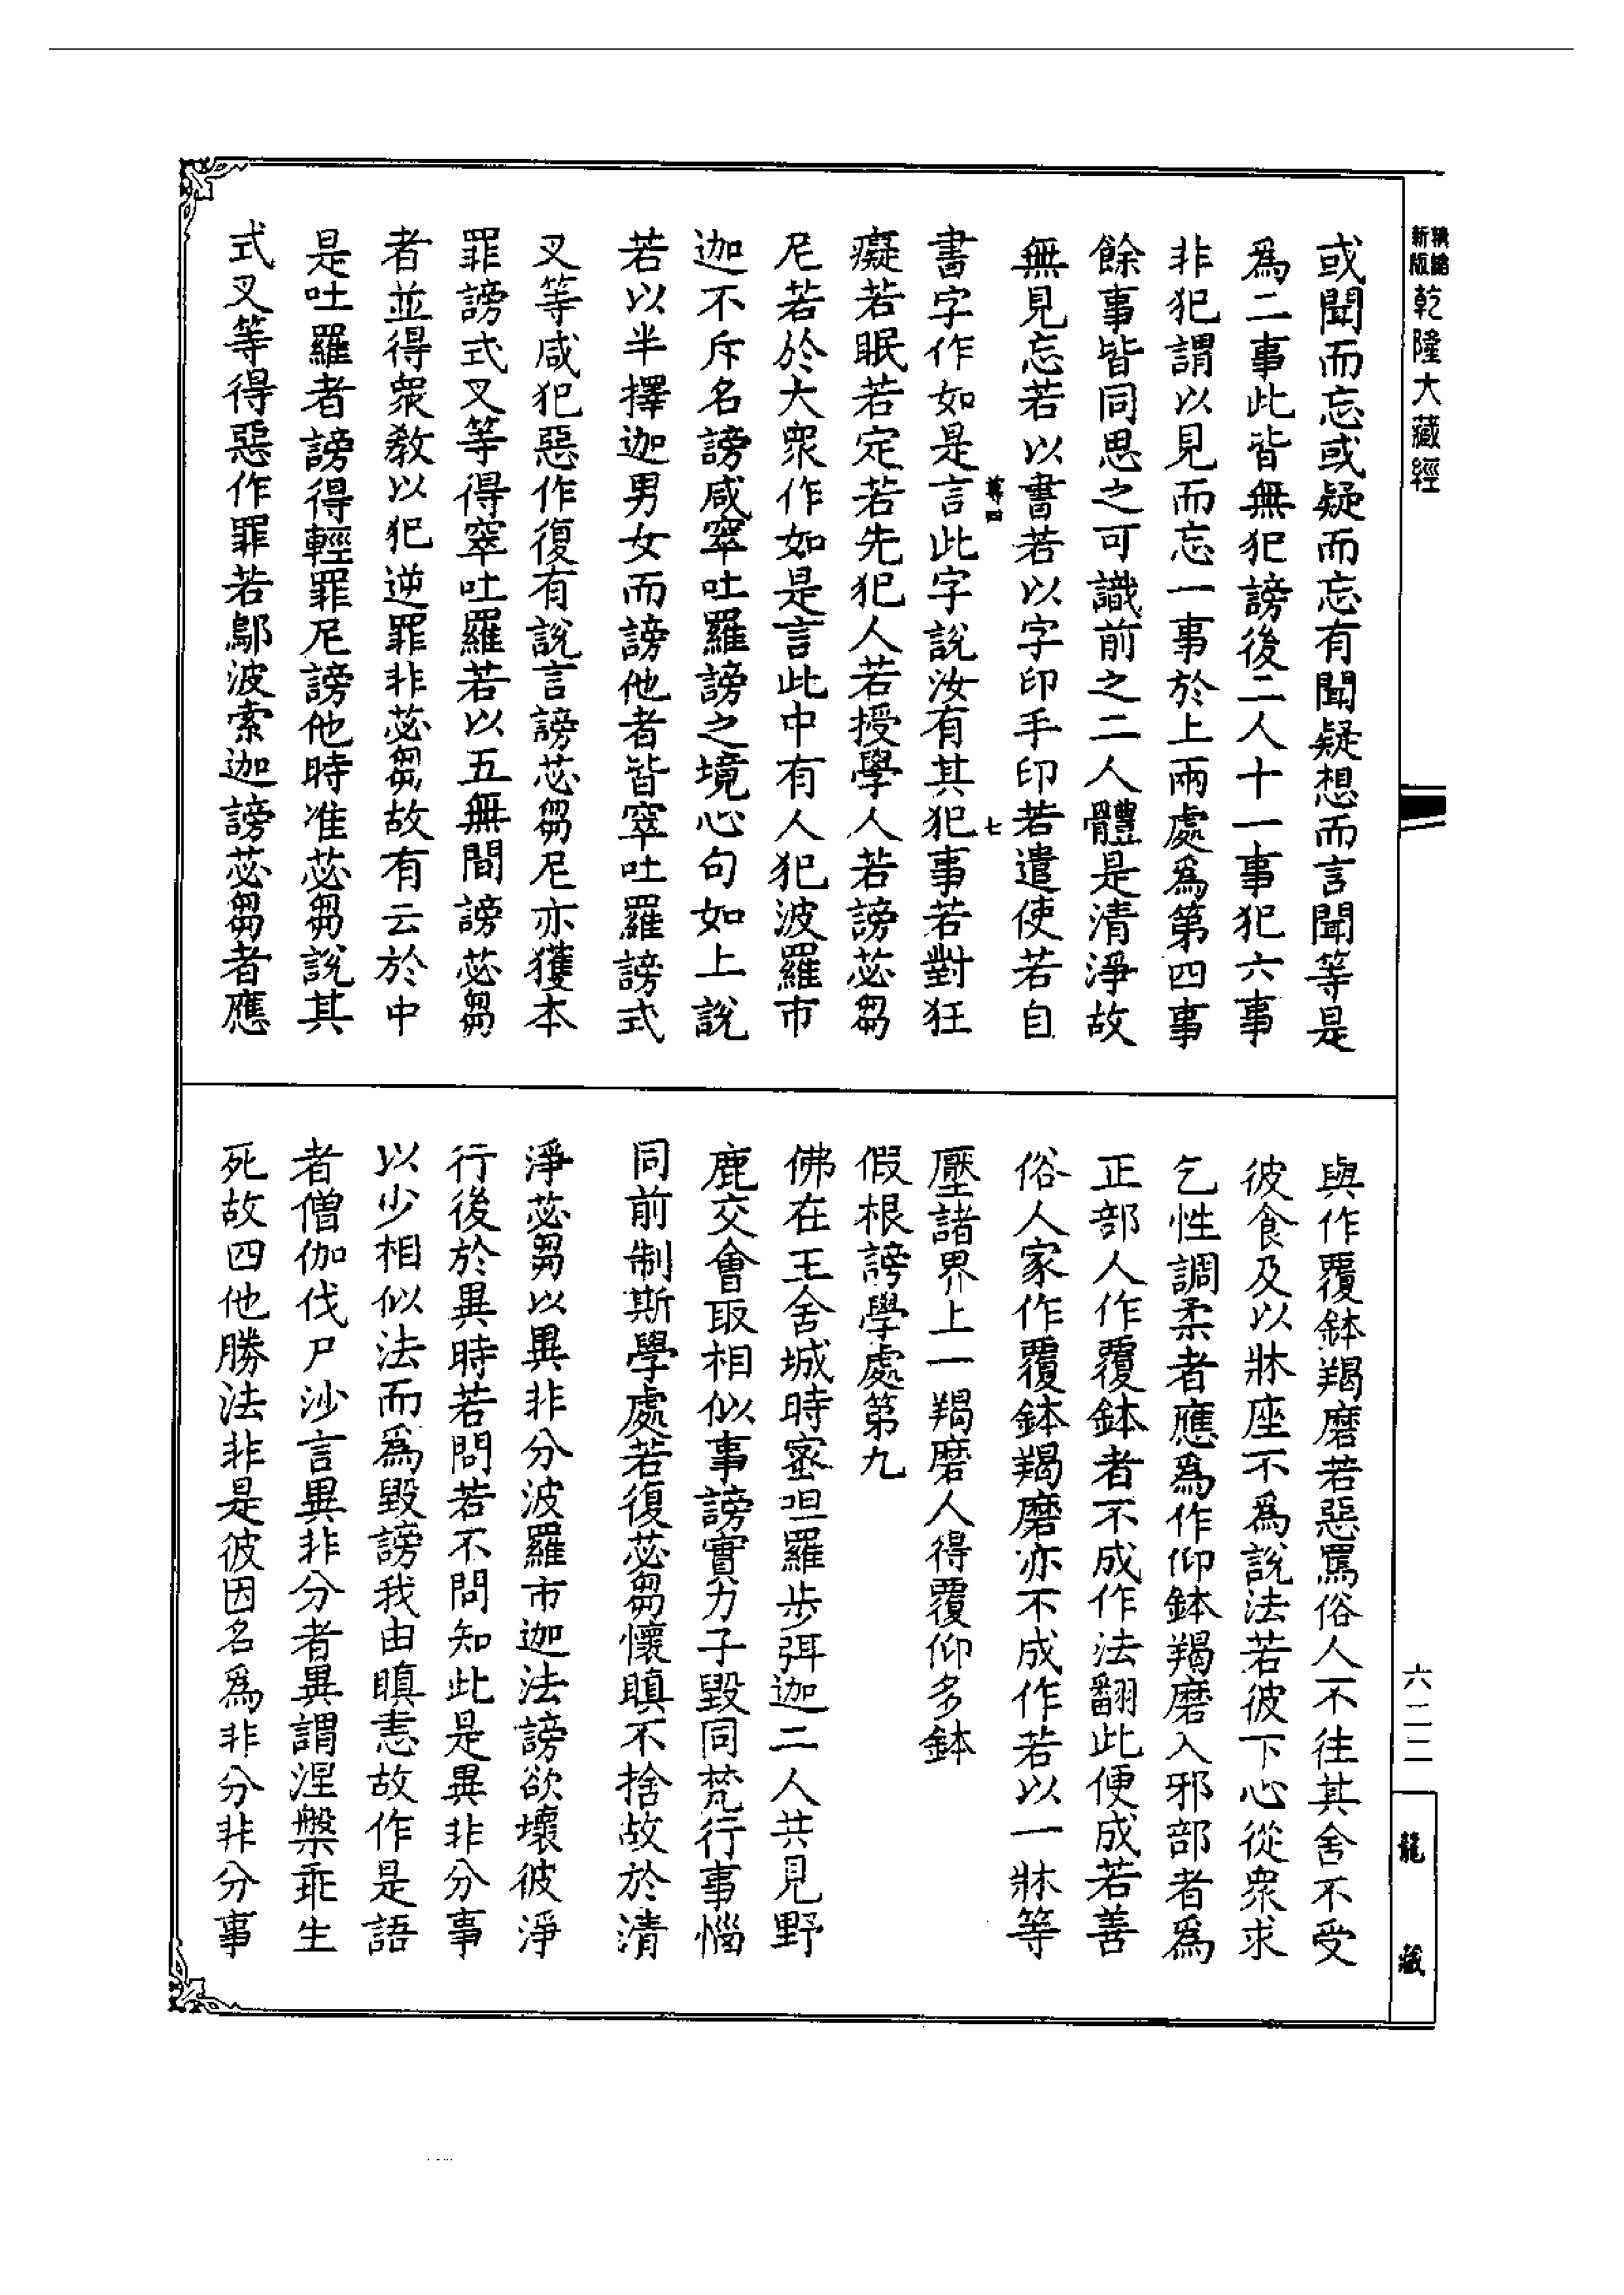 精縮新版乾隆大藏經
或聞而忘或疑而忘有聞疑想而言聞等是
為二事此皆無犯謗後二人十一事犯六事
非犯謂以見而忘一事於上兩處為第四事
餘事皆同思之可識前之二人體是清淨故
無見忘若以書若以字印手印若遣使若自
尊四 七
書字作如是言此字說汝有其犯事若對狂
癡若眠若定若先犯人若授學人若謗苾芻
尼若於大眾作如是言此中有人犯波羅市
迦不斥名謗咸窣吐羅謗之境心句如上說
若以半擇迦男女而謗他者皆窣吐羅謗式
叉等咸犯惡作復有說言謗苾芻尼亦獲本
罪謗式叉等得窣吐羅若以五無間謗苾芻
者並得眾教以犯逆罪非苾芻故有云於中
是吐羅者謗得輕罪尼謗他時准苾芻說其
式叉等得惡作罪若鄔波索迦謗苾芻者應
與作覆鉢羯磨若惡罵俗人不往其舍不受
彼食及以牀座不為說法若彼下心從眾求
乞性調柔者應為作仰鉢羯磨入邪部者為
正部人作覆鉢者不成作法翻此便成若善
俗人家作覆鉢羯磨亦不成作若以一牀等
壓諸界上一羯磨人得覆仰多鉢
假根謗學處第九
佛在王舍城時蜜呾羅步弭迦二人共見野
鹿交會取相似事謗實力子毀同梵行事惱
同前制斯學處若復苾芻懷瞋不捨故於清
淨苾芻以異非分波羅市迦法謗欲壞彼淨
行後於異時若問若不問知此是異非分事
以少相似法而為毀謗我由瞋恚故作是語
者僧伽伐尸沙言異非分者異謂涅槃乖生
死故四他勝法非是彼因名為非分非分事
六二二
龍藏